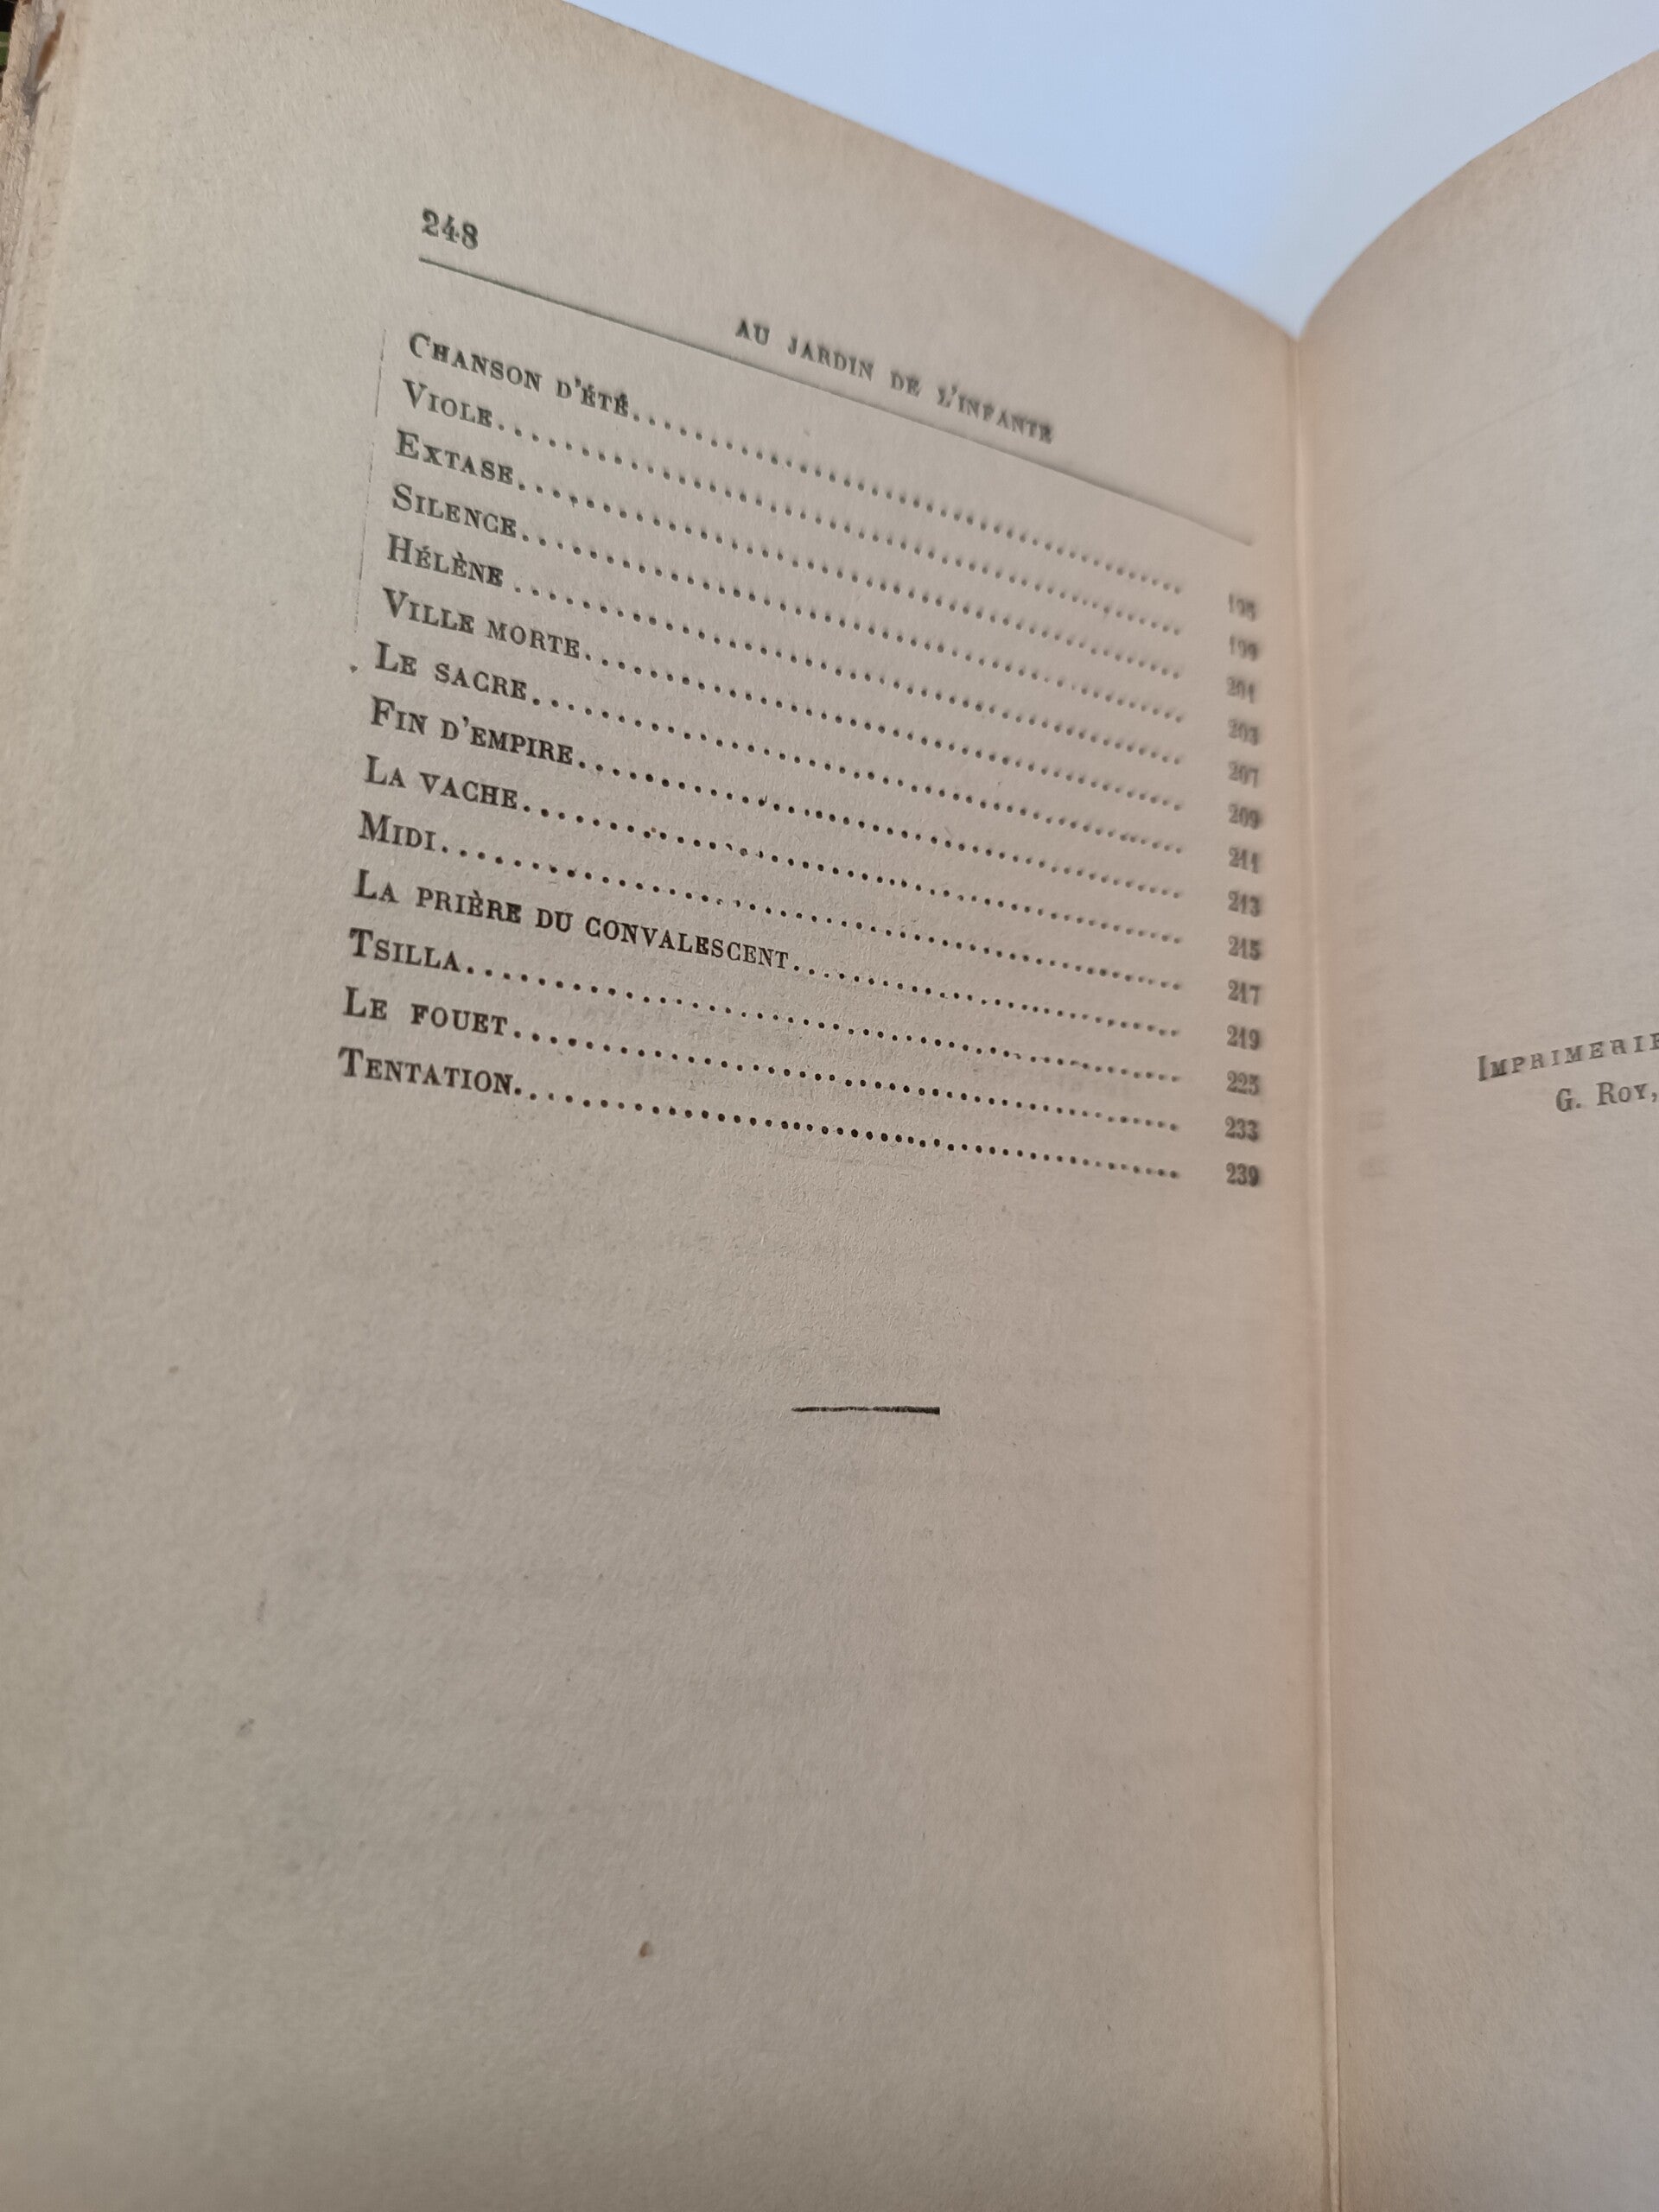 248
AU JARDIN DE L'INFANTE
CHANSON D'ÉTÉ........................................ 195
VIOLE........................................ 199
EXTASE........................................ 201
SILENCE........................................ 203
HÉLÈNE ........................................ 207
VILLE MORTE........................................ 209
LE SACRE........................................ 211
FIN D'EMPIRE........................................ 213
LA VACHE........................................ 215
MIDI........................................ 217
LA PRIÈRE DU CONVALESCENT........................................ 219
TSILLA........................................ 225
LE FOUET........................................ 233
TENTATION........................................ 239
IMPRIMERIE
G. ROY,